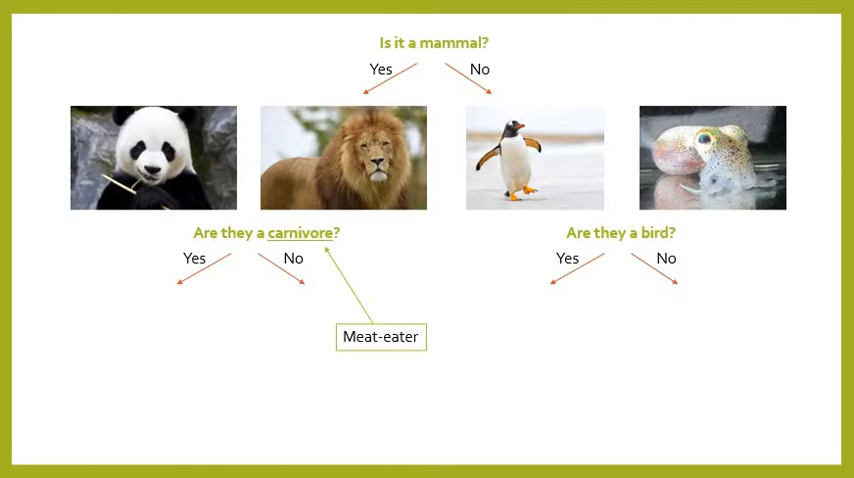 Is it a mammal?
Yes
No
Are they a carnivore?
Are they a bird?
Yes
No
Yes
No
Meat-eater